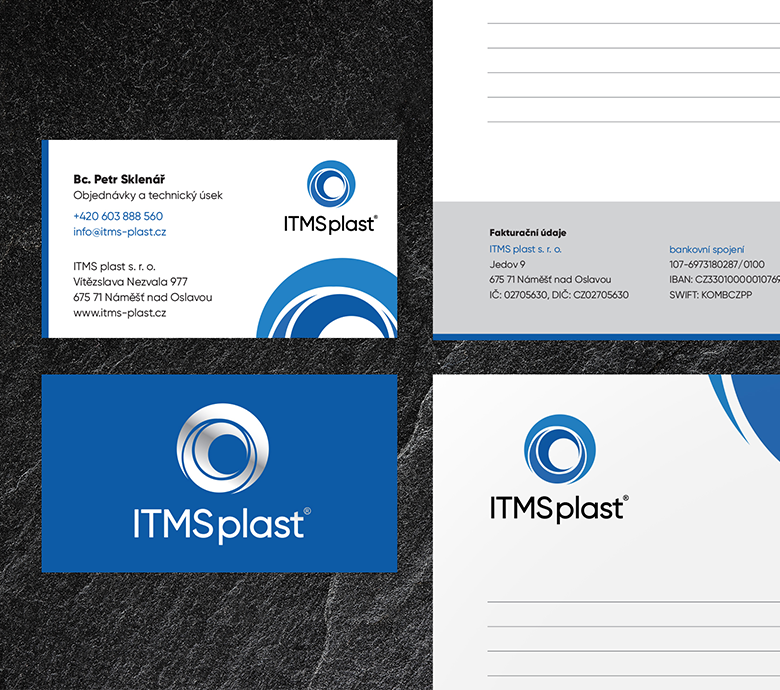 Bc. Petr Sklenář
Objednávky a technický úsek
+420 603 888 560
info@itms-plast.cz
ITMS plast s. r. o.
Vítězslava Nezvala 977
675 71 Náměšť nad Oslavou
www.itms-plast.cz
ITMSplast®
Fakturační údaje
ITMS plast s. r. o.
Jedov 9
675 71 Náměšť nad Oslavou
IČ: 02705630, DIČ: CZ02705630
bankovní spojení
107-6973180287/0100
IBAN: CZ33010000010769
SWIFT: KOMBCZPP
ITMSplast®
ITMSplast®